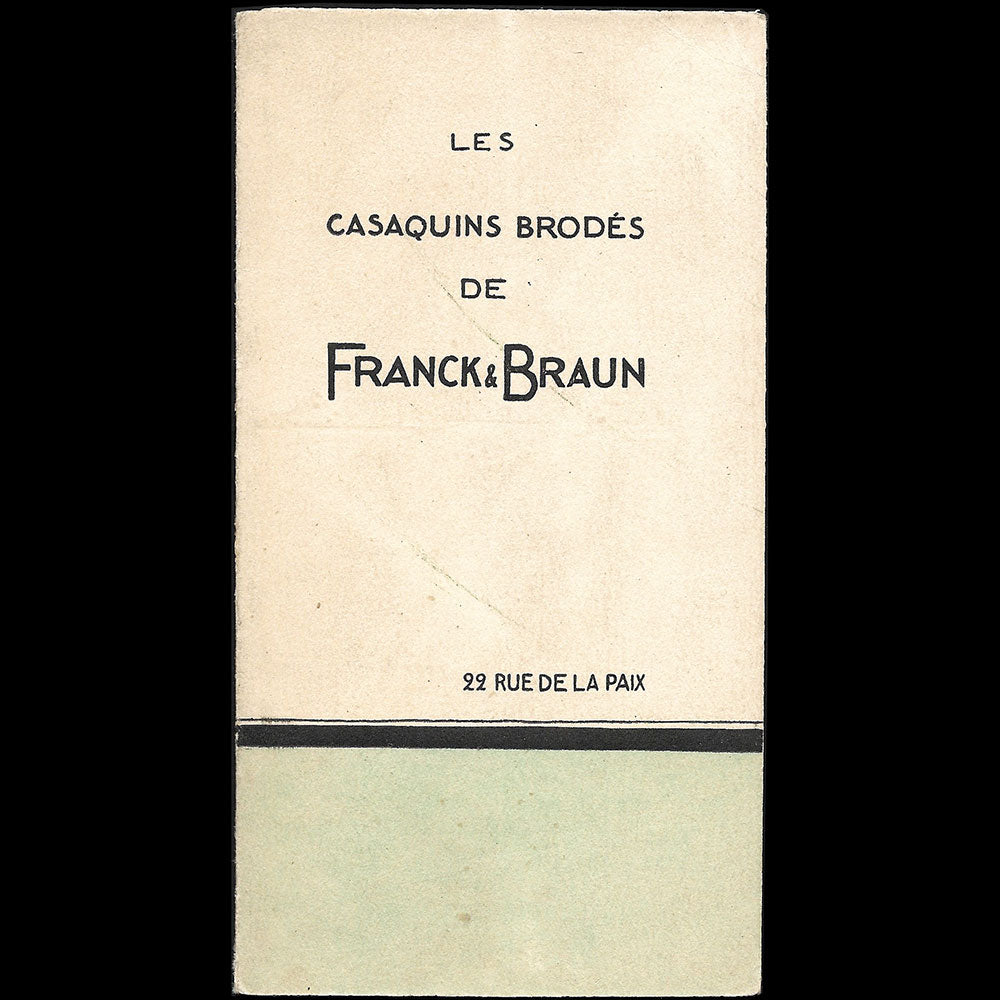 LES
CASAQUINS BRODÉS
DE
FRANCK & BRAUN
22 RUE DE LA PAIX